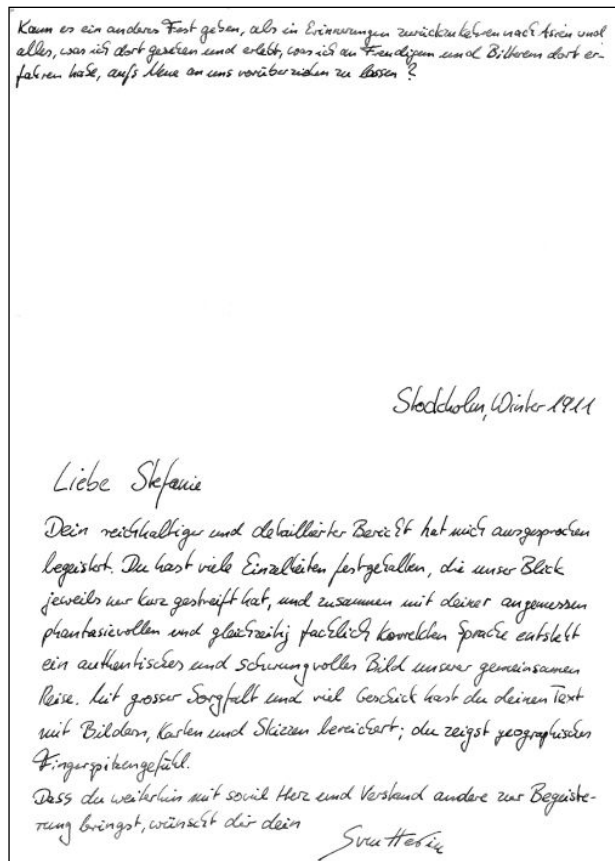 Kann es ein anderes Fest geben, als in Erinnerungen zurückzukehren nach Asien und
alles, was ich dort gesehen und erlebt, was ich an Freudigem und Bitterem dort er-
fahren habe, aufs Neue an uns vorüberziehen zu lassen?
Stockholm, Winter 1911
Liebe Stefanie
Dein reichhaltiger und detaillierter Bericht hat mich ausgesprochen
begeistert. Du hast viele Einzelheiten festgehalten, die unser Blick
jeweils nur kurz gestreift hat, und zusammen mit deiner angemessen
phantasievollen und gleichzeitig fachlich korrekten Sprache entsteht
ein authentisches und schwungvolles Bild unserer gemeinsamen
Reise. Mit grosser Sorgfalt und viel Geschick hast du deinen Text
mit Bildern, Karten und Skizzen bereichert; du zeigst geographisches
Fingerspitzengefühl.
Dass du weiterhin mit soviel Herz und Verstand andere zur Begeiste-
rung bringst, wünscht dir dein
Sven Hedin